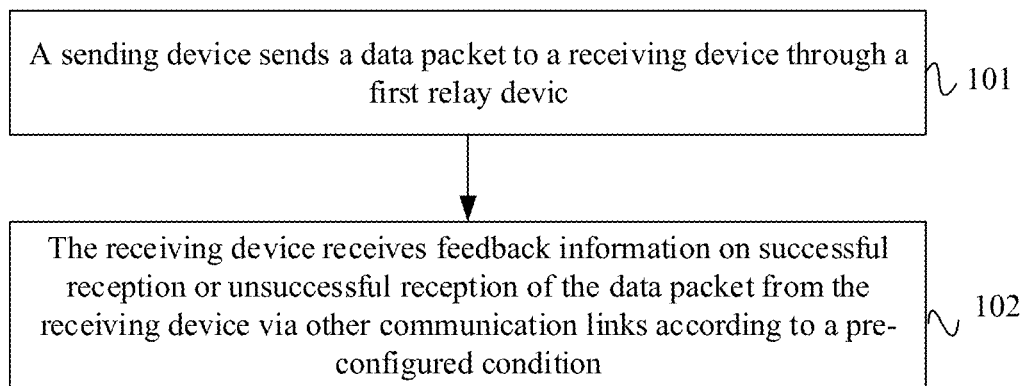 A sending device sends a data packet to a receiving device through a
first relay devic
101
The receiving device receives feedback information on successful
reception or unsuccessful reception of the data packet from the
receiving device via other communication links according to a pre-
configured condition
102